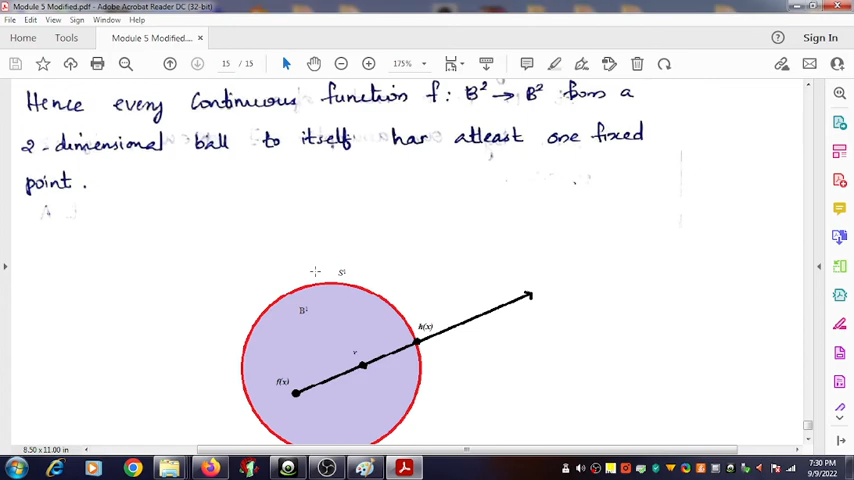 Module 5 Modified.pdf - Adobe Acrobat Reader DC (32-bit)
File Edit View Sign Window Help
Home Tools Module 5 Modified.... × Sign In
15 / 15 175%
Hence every Continuous function f: B² → B² from a
2-dimensional ball to itself has atleast one fixed
point.
B²
h(x)
f(x)
8.50 x 11.00 in
7:30 PM
9/9/2022